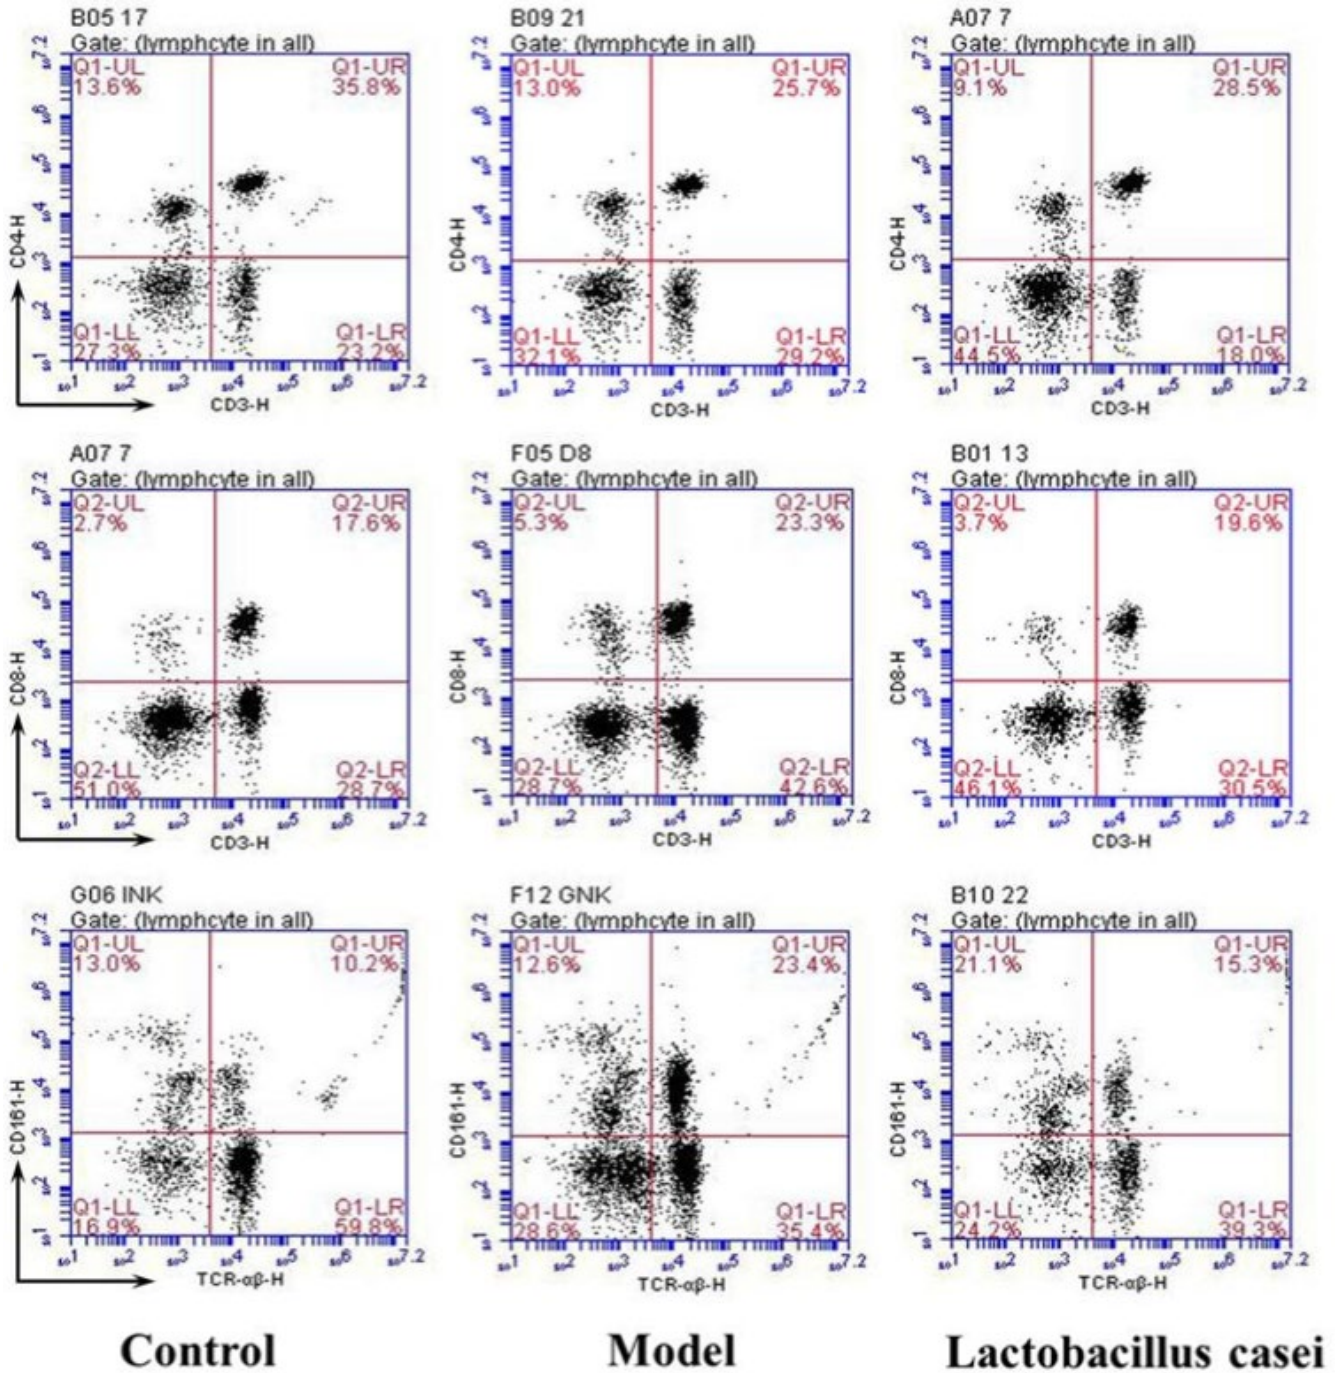 B05 17
Gate: (lymphcyte in all)
Q1-UL
13.6%
Q1-UR
35.8%
Q1-LL
27.3%
Q1-LR
23.2%
CD4-H
CD3-H
B09 21
Gate: (lymphcyte in all)
Q1-UL
13.0%
Q1-UR
25.7%
Q1-LL
32.1%
Q1-LR
29.2%
CD4-H
CD3-H
A07 7
Gate: (lymphcyte in all)
Q1-UL
9.1%
Q1-UR
28.5%
Q1-LL
44.5%
Q1-LR
18.0%
CD4-H
CD3-H
A07 7
Gate: (lymphcyte in all)
Q2-UL
2.7%
Q2-UR
17.6%
Q2-LL
51.0%
Q2-LR
28.7%
CD8-H
CD3-H
F05 D8
Gate: (lymphcyte in all)
Q2-UL
5.3%
Q2-UR
23.3%
Q2-LL
28.7%
Q2-LR
42.6%
CD8-H
CD3-H
B01 13
Gate: (lymphcyte in all)
Q2-UL
3.7%
Q2-UR
19.6%
Q2-LL
46.1%
Q2-LR
30.5%
CD8-H
CD3-H
G06 INK
Gate: (lymphcyte in all)
Q1-UL
13.0%
Q1-UR
10.2%
Q1-LL
16.9%
Q1-LR
59.8%
CD161-H
TCR-αβ-H
F12 GNK
Gate: (lymphcyte in all)
Q1-UL
12.6%
Q1-UR
23.4%
Q1-LL
28.6%
Q1-LR
35.4%
CD161-H
TCR-αβ-H
B10 22
Gate: (lymphcyte in all)
Q1-UL
21.1%
Q1-UR
15.3%
Q1-LL
24.2%
Q1-LR
39.3%
CD161-H
TCR-αβ-H
Control
Model
Lactobacillus casei